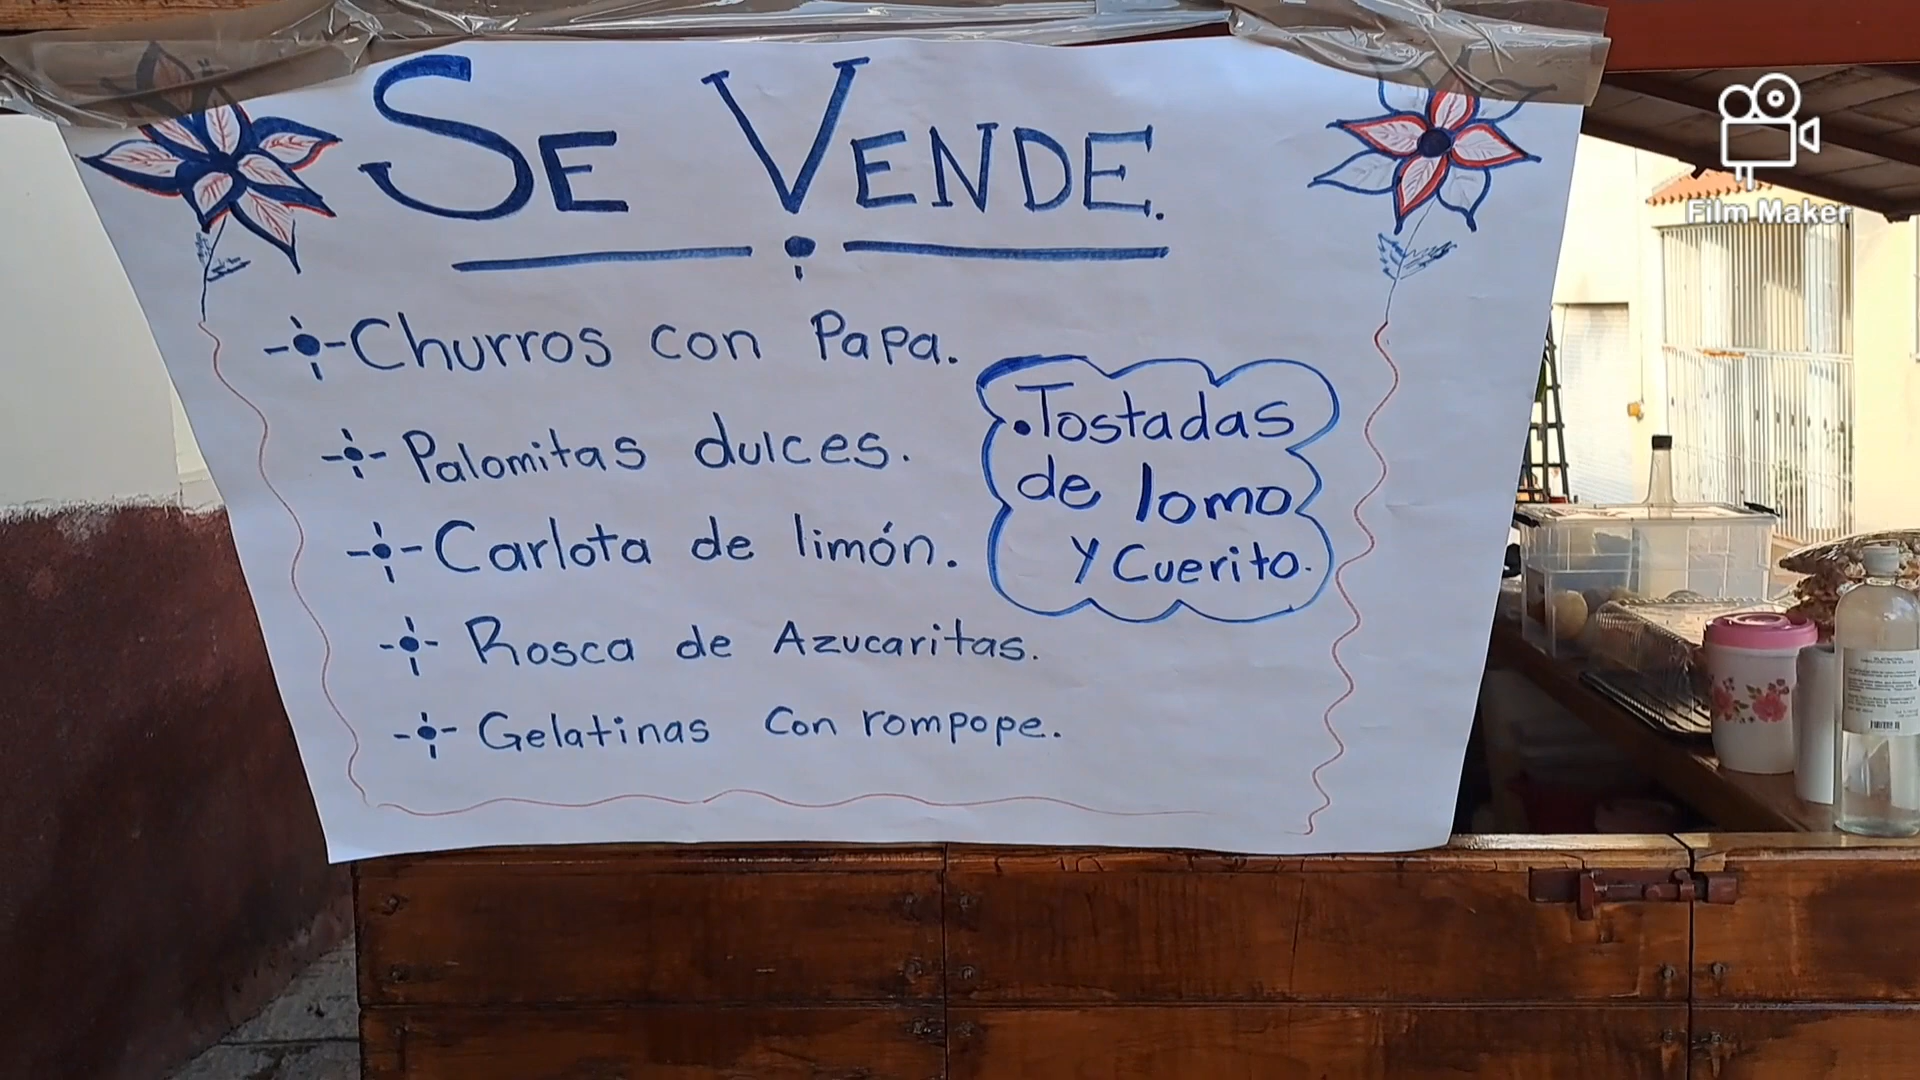 SE VENDE.
Churros con Papa.
Palomitas dulces.
Carlota de limón.
Rosca de Azucaritas.
Gelatinas Con rompope.
.Tostadas
de lomo
y Cuerito.
Film Maker